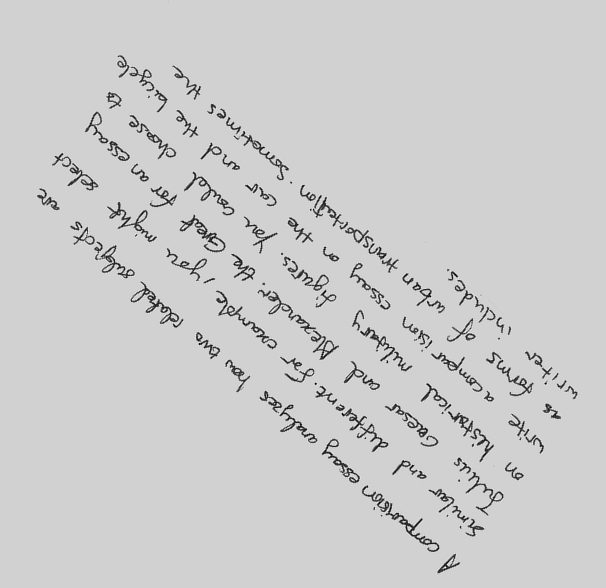 A comparision essay analyzes how two related subjects are
similar and different. For example, you might select
Julius Caesar and Alexander the Great for an essay
on historical military figures. You could choose to
write a comparision essay on the car and the bicycle
as forms of urban transportation. Sometimes the
writer includes.